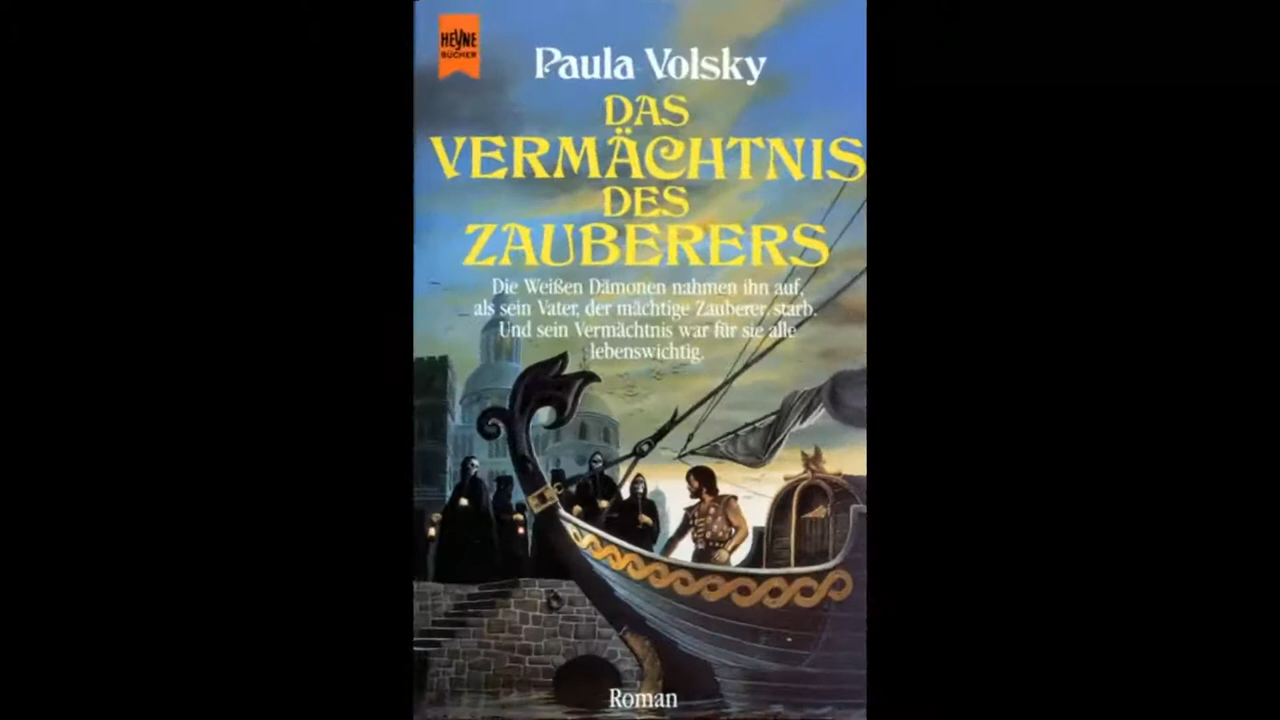 HEYNE
BÜCHER
Paula Volsky
DAS
VERMÄCHTNIS
DES
ZAUBERERS
Die Weißen Dämonen nahmen ihn auf,
als sein Vater, der mächtige Zauberer, starb.
Und sein Vermächtnis war für sie alle
lebenswichtig.
Roman